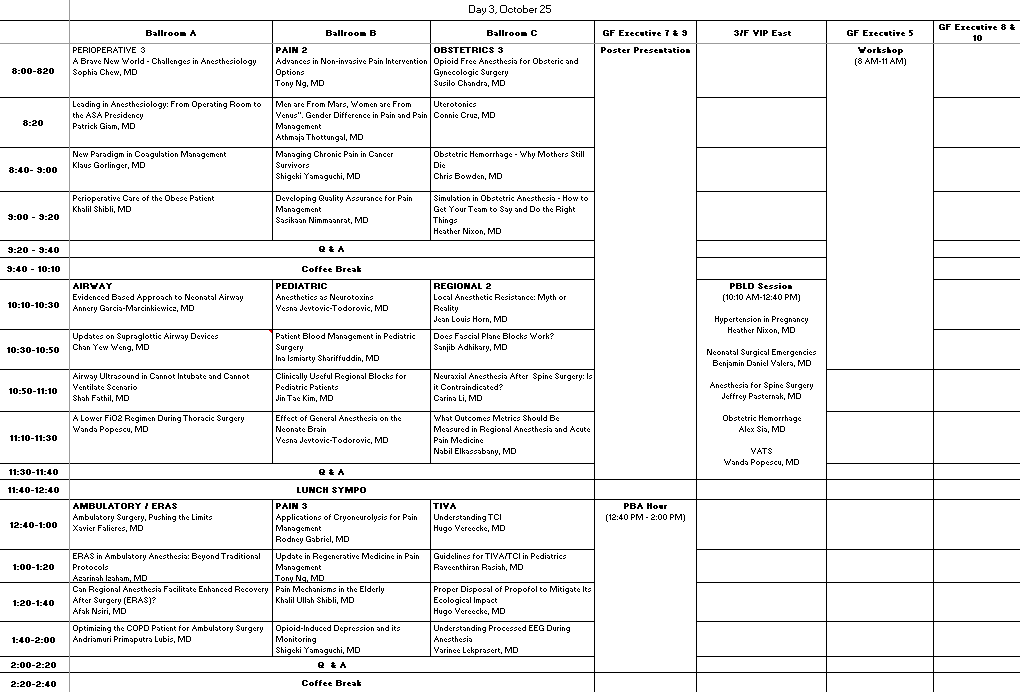 Day 3, October 25
Ballroom A
Ballroom B
Ballroom C
GF Executive 7 & 9
3/F VIP East
GF Executive 5
GF Executive 8 &
10
8:00-820
PERIOPERATIVE 3
A Brave New World - Challenges in Anesthesiology
Sophia Chew, MD
PAIN 2
Advances in Non-invasive Pain Intervention
Options
Tony Ng, MD
OBSTETRICS 3
Opioid Free Anesthesia for Obstetric and
Gynecologic Surgery
Susilo Chandra, MD
Poster Presentation
Workshop
(8 AM-11 AM)
8:20
Leading in Anesthesiology: From Operating Room to
the ASA Presidency
Patrick Giam, MD
Men are From Mars, Women are From
Venus". Gender Difference in Pain and Pain
Management
Athmaja Thottungal, MD
Uterotonics
Connie Cruz, MD
8:40- 9:00
New Paradigm in Coagulation Management
Klaus Gorlinger, MD
Managing Chronic Pain in Cancer
Survivors
Shigeki Yamaguchi, MD
Obstetric Hemorrhage - Why Mothers Still
Die
Chris Bowden, MD
9:00 - 9:20
Perioperative Care of the Obese Patient
Khalil Shibli, MD
Developing Quality Assurance for Pain
Management
Sasikaan Nimmaanrat, MD
Simulation in Obstetric Anesthesia - How to
Get Your Team to Say and Do the Right
Things
Heather Nixon, MD
9:20 - 9:40
Q & A
9:40 - 10:10
Coffee Break
10:10-10:30
AIRWAY
Evidenced Based Approach to Neonatal Airway
Annery Garcia-Marcinkiewicz, MD
PEDIATRIC
Anesthetics as Neurotoxins
Vesna Jevtovic-Todorovic, MD
REGIONAL 2
Local Anesthetic Resistance: Myth or
Reality
Jean Louis Horn, MD
PBLD Session
(10:10 AM-12:40 PM)
Hypertension in Pregnancy
Heather Nixon, MD
Neonatal Surgical Emergencies
Benjamin Daniel Valera, MD
Anesthesia for Spine Surgery
Jeffrey Pasternak, MD
Obstetric Hemorrhage
Alex Sia, MD
VATS
Wanda Popescu, MD
10:30-10:50
Updates on Supraglottic Airway Devices
Chan Yew Weng, MD
Patient Blood Management in Pediatric
Surgery
Ina Ismiarty Shariffuddin, MD
Does Fascial Plane Blocks Work?
Sanjib Adhikary, MD
10:50-11:10
Airway Ultrasound in Cannot Intubate and Cannot
Ventilate Scenario
Shah Fathil, MD
Clinically Useful Regional Blocks for
Pediatric Patients
Jin Tae Kim, MD
Neuraxial Anesthesia After Spine Surgery: Is
it Contraindicated?
Carina Li, MD
11:10-11:30
A Lower FiO2 Regimen During Thoracic Surgery
Wanda Popescu, MD
Effect of General Anesthesia on the
Neonate Brain
Vesna Jevtovic-Todorovic, MD
What Outcomes Metrics Should Be
Measured in Regional Anesthesia and Acute
Pain Medicine
Nabil Elkassabany, MD
11:30-11:40
Q & A
11:40-12:40
LUNCH SYMPO
12:40-1:00
AMBULATORY / ERAS
Ambulatory Surgery, Pushing the Limits
Xavier Falieres, MD
PAIN 3
Applications of Cryoneurolysis for Pain
Management
Rodney Gabriel, MD
TIVA
Understanding TCI
Hugo Vereecke, MD
PBA Hour
(12:40 PM - 2:00 PM)
1:00-1:20
ERAS in Ambulatory Anesthesia: Beyond Traditional
Protocols
Azarinah Izaham, MD
Update in Regenerative Medicine in Pain
Management
Tony Ng, MD
Guidelines for TIVA/TCI in Pediatrics
Raveenthiran Rasiah, MD
1:20-1:40
Can Regional Anesthesia Facilitate Enhanced Recovery
After Surgery (ERAS)?
Afak Nsiri, MD
Pain Mechanisms in the Elderly
Khalil Ullah Shibli, MD
Proper Disposal of Propofol to Mitigate Its
Ecological Impact
Hugo Vereecke, MD
1:40-2:00
Optimizing the COPD Patient for Ambulatory Surgery
Andriamuri Primaputra Lubis, MD
Opioid-Induced Depression and its
Monitoring
Shigeki Yamaguchi, MD
Understanding Processed EEG During
Anesthesia
Varinee Lekprasert, MD
2:00-2:20
Q & A
2:20-2:40
Coffee Break